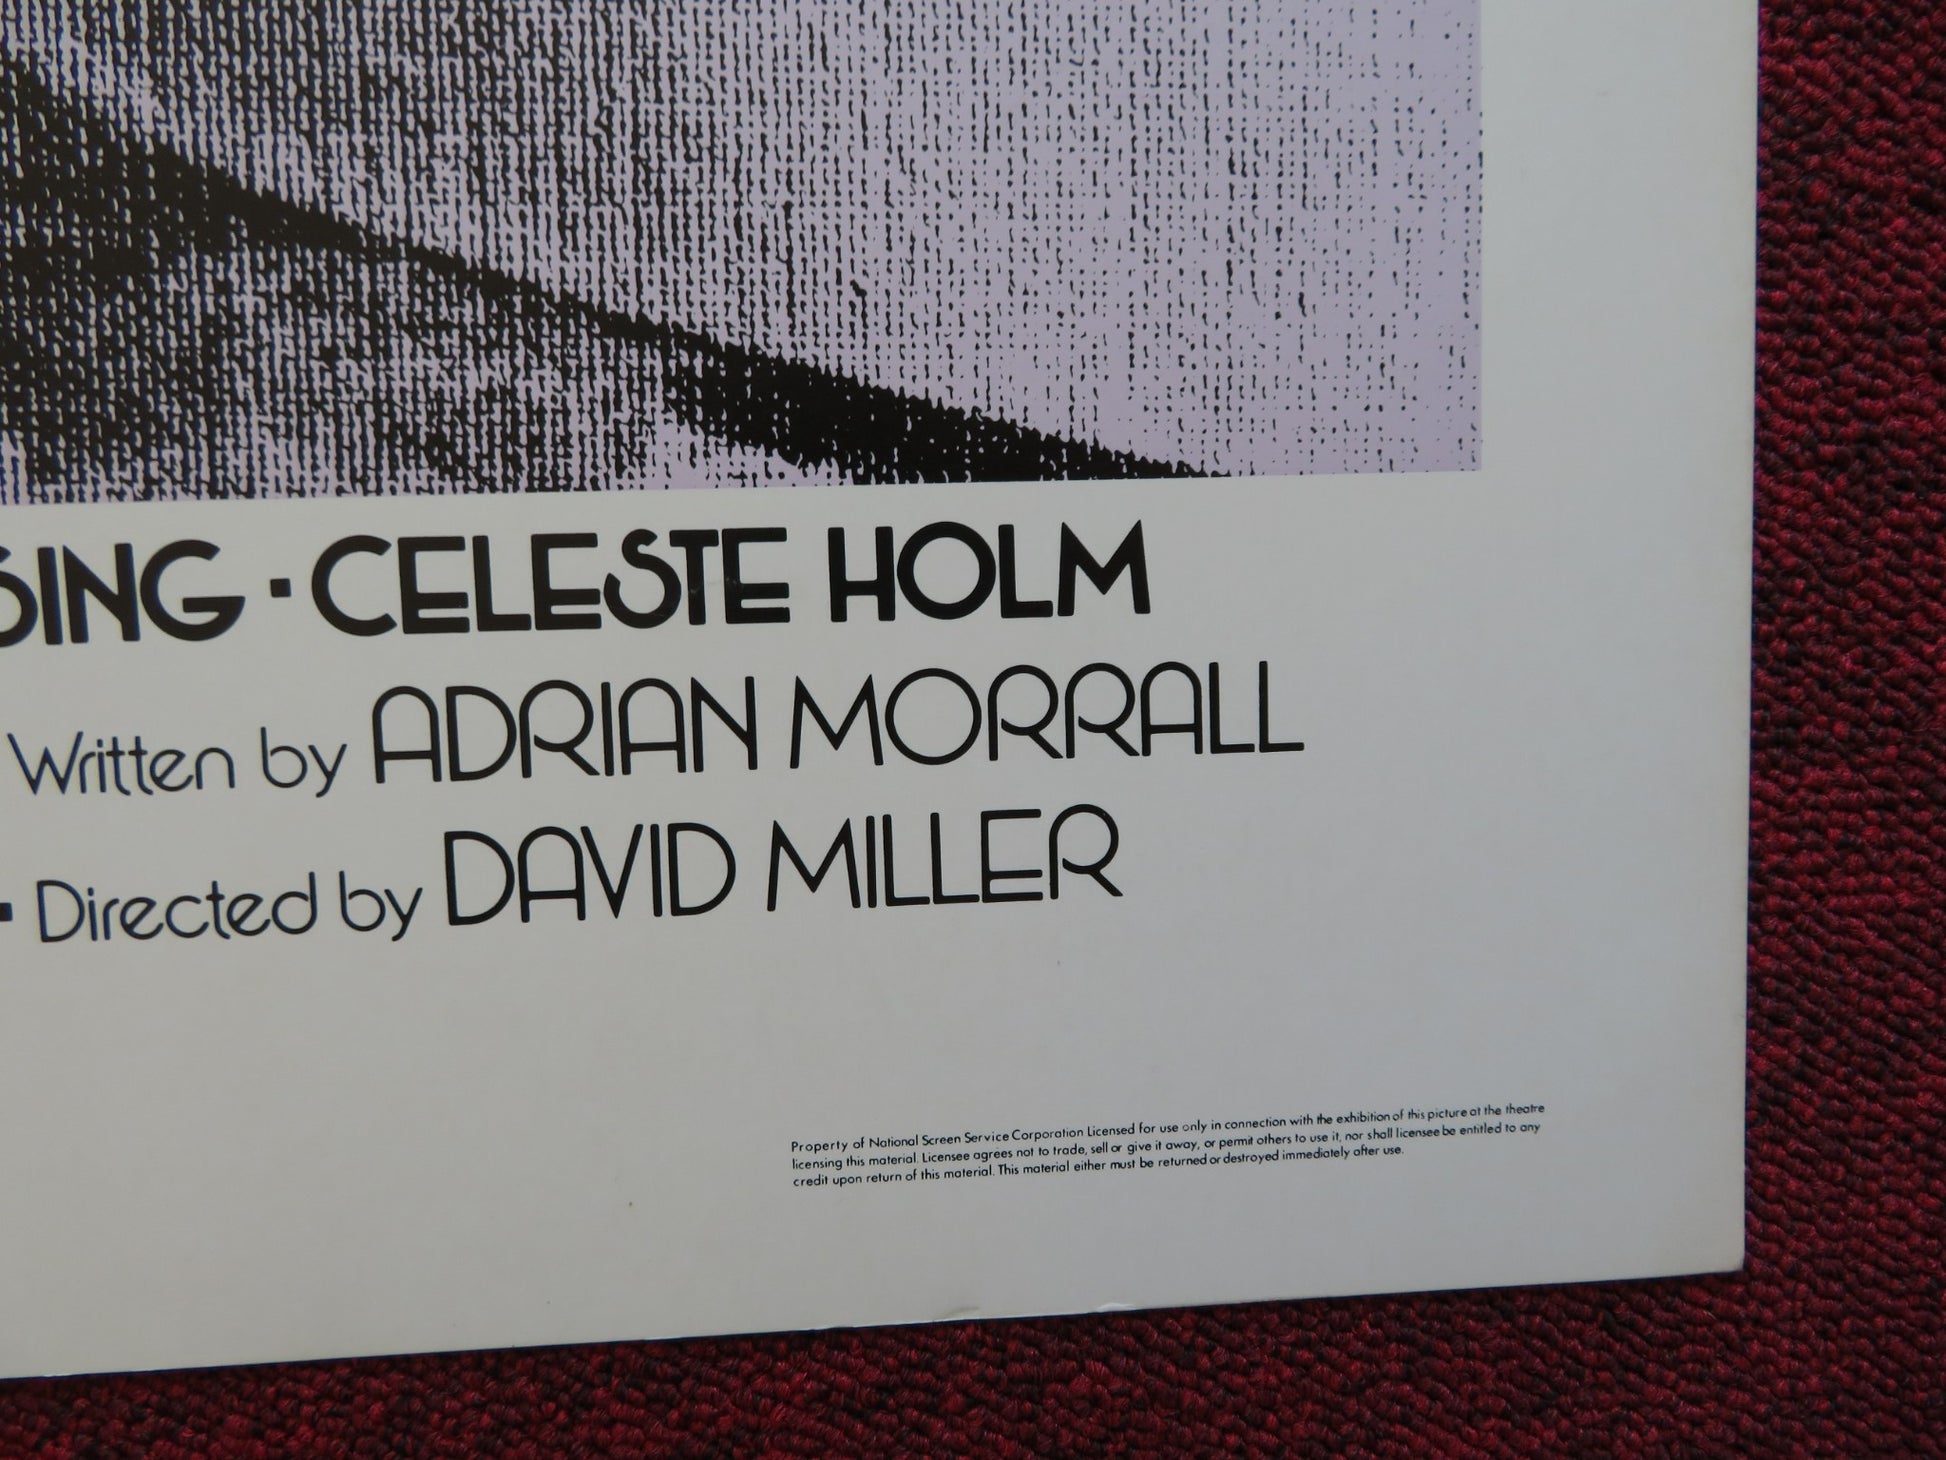 SING · CELESTE HOLM
Written by ADRIAN MORRALL
· Directed by DAVID MILLER
Property of National Screen Service Corporation Licensed for use only in connection with the exhibition of this picture at the theatre
licensing this material. Licensee agrees not to trade, sell or give it away, or permit others to use it, nor shall licensee be entitled to any
credit upon return of this material. This material either must be returned or destroyed immediately after use.